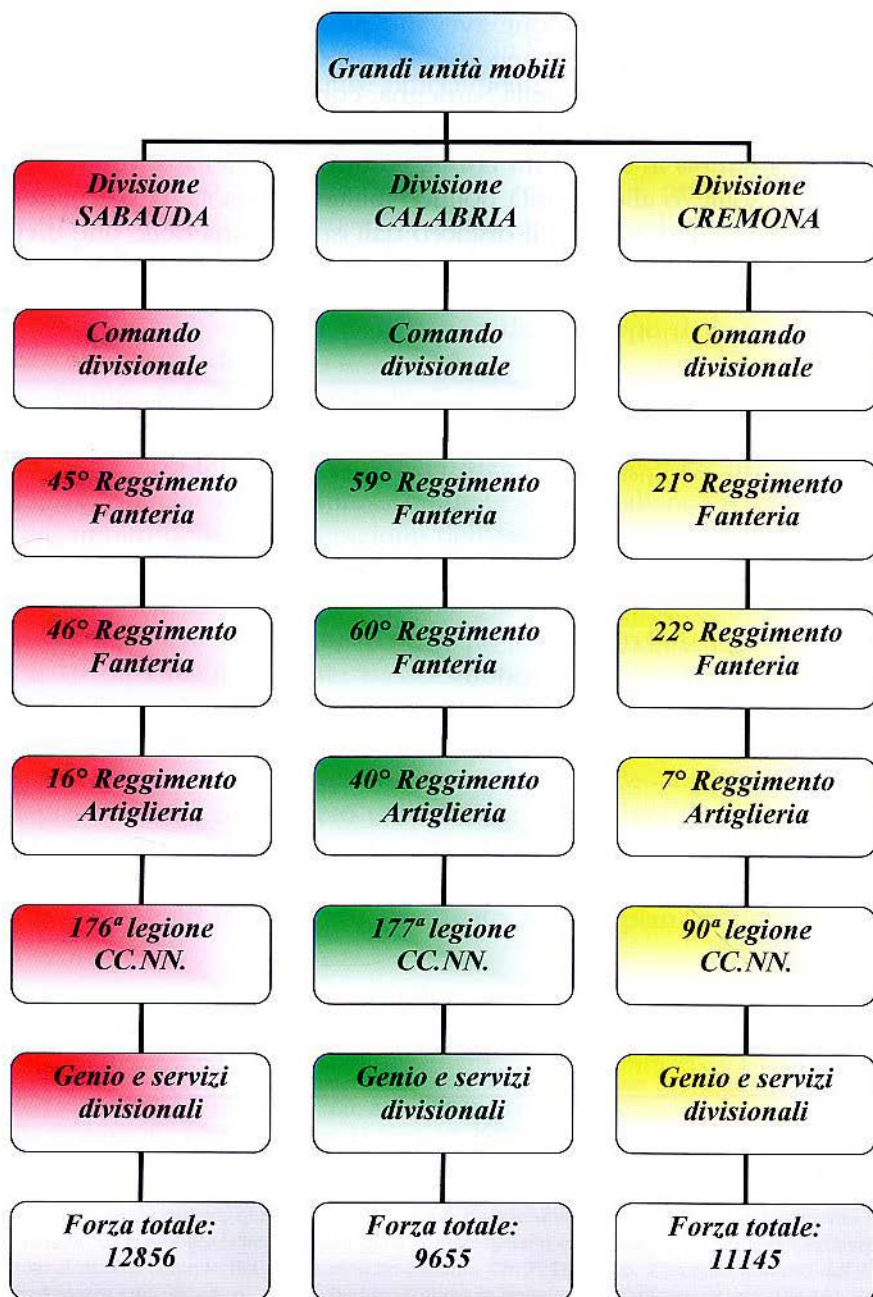 Grandi unità mobili
Divisione
SABAUDA
Comando
divisionale
45° Reggimento
Fanteria
46° Reggimento
Fanteria
16° Reggimento
Artiglieria
176ª legione
CC.NN.
Genio e servizi
divisionali
Forza totale:
12856
Divisione
CALABRIA
Comando
divisionale
59° Reggimento
Fanteria
60° Reggimento
Fanteria
40° Reggimento
Artiglieria
177ª legione
CC.NN.
Genio e servizi
divisionali
Forza totale:
9655
Divisione
CREMONA
Comando
divisionale
21° Reggimento
Fanteria
22° Reggimento
Fanteria
7° Reggimento
Artiglieria
90ª legione
CC.NN.
Genio e servizi
divisionali
Forza totale:
11145